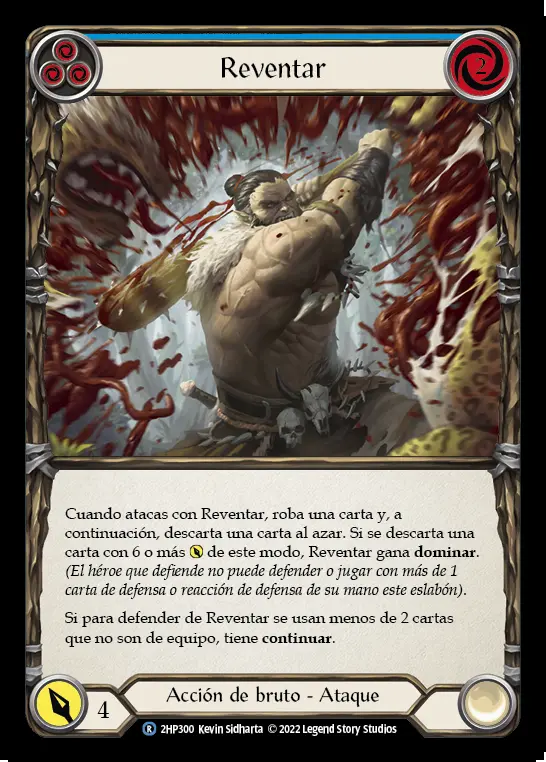 Reventar
2
Cuando atacas con Reventar, roba una carta y, a
continuación, descarta una carta al azar. Si se descarta una
carta con 6 o más de este modo, Reventar gana dominar.
(El héroe que defiende no puede defender o jugar con más de 1
carta de defensa o reacción de defensa de su mano este eslabón).
Si para defender de Reventar se usan menos de 2 cartas
que no son de equipo, tiene continuar.
4
Acción de bruto - Ataque
R 2HP300 Kevin Sidharta © 2022 Legend Story Studios